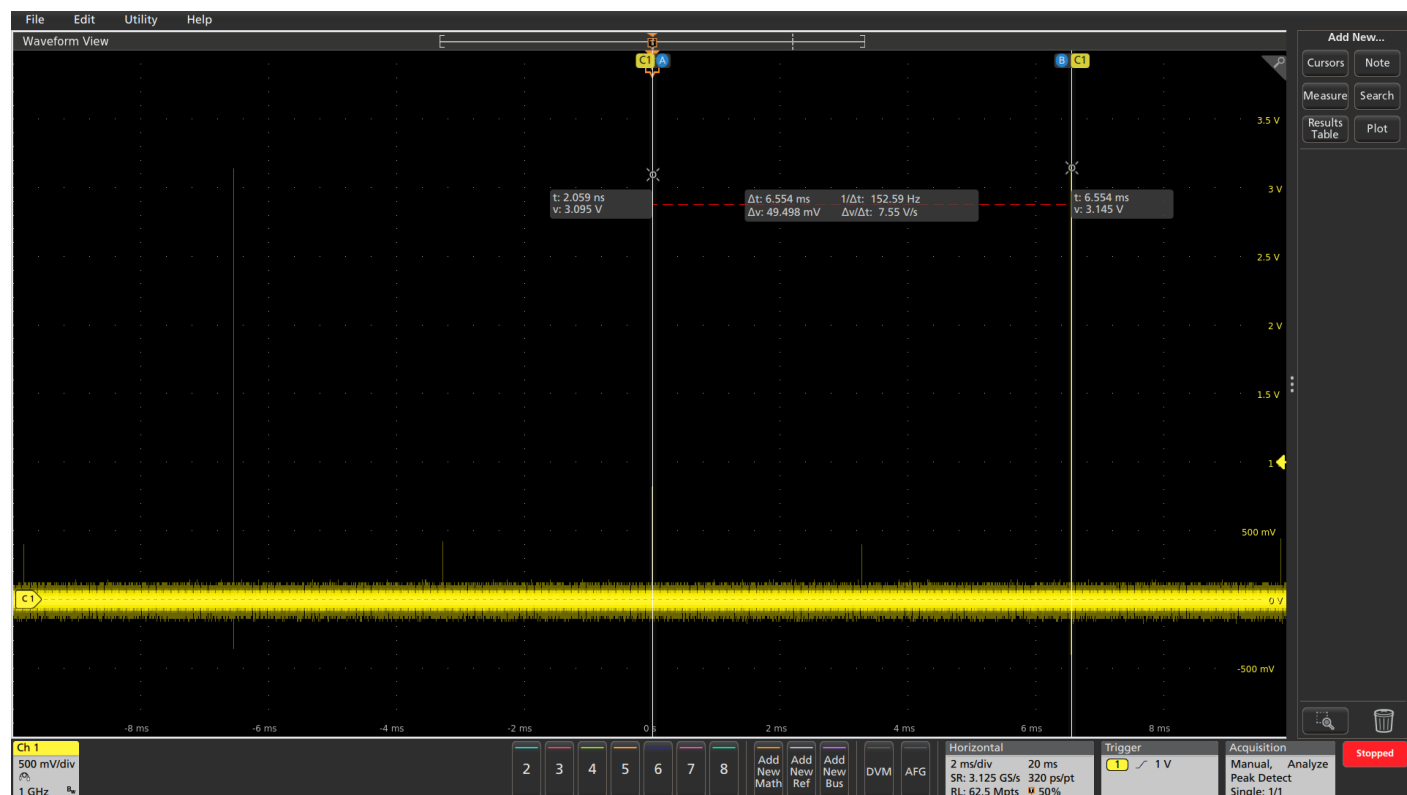 File Edit Utility Help
Waveform View
Add New...
C1 A
B C1
Cursors Note
Measure Search
Results Table Plot
3.5 V
3 V
t: 2.059 ns
v: 3.095 V
Δt: 6.554 ms 1/Δt: 152.59 Hz
Δv: 49.498 mV Δv/Δt: 7.55 V/s
t: 6.554 ms
v: 3.145 V
2.5 V
2 V
1.5 V
1
500 mV
C1
0 V
-500 mV
-8 ms -6 ms -4 ms -2 ms 0 s 2 ms 4 ms 6 ms 8 ms
Ch 1
500 mV/div
1 GHz Bw
2 3 4 5 6 7 8
Add New Math
Add New Ref
Add New Bus
DVM AFG
Horizontal
2 ms/div 20 ms
SR: 3.125 GS/s 320 ps/pt
RL: 62.5 Mpts T 50%
Trigger
1 1 V
Acquisition
Manual, Analyze
Peak Detect
Single: 1/1
Stopped